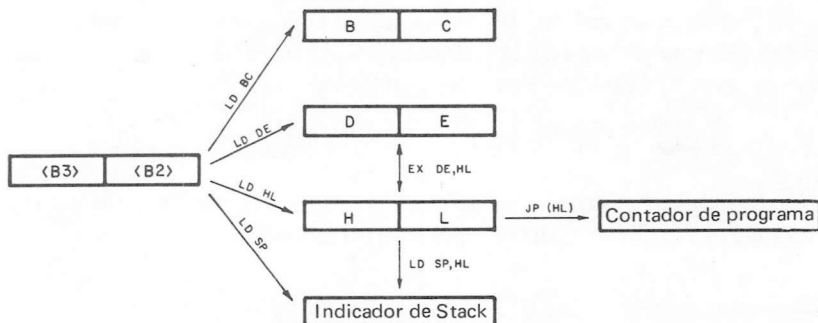 B C
LD BC
D E
LD DE
EX DE,HL
<B3> <B2>
LD HL
H L
JP (HL)
Contador de programa
LD SP
LD SP,HL
Indicador de Stack